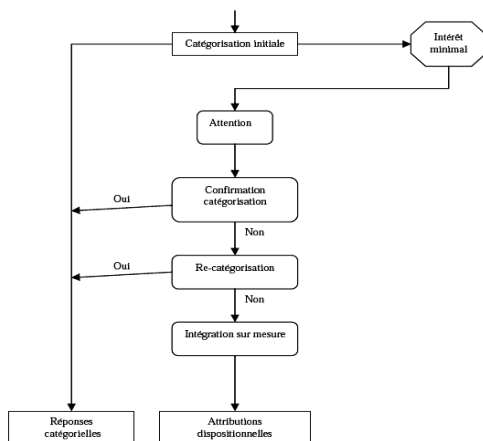 Catégorisation initiale
Intérêt
minimal
Attention
Confirmation
catégorisation
Oui
Non
Re-catégorisation
Oui
Non
Intégration sur mesure
Réponses
catégorielles
Attributions
dispositionnelles